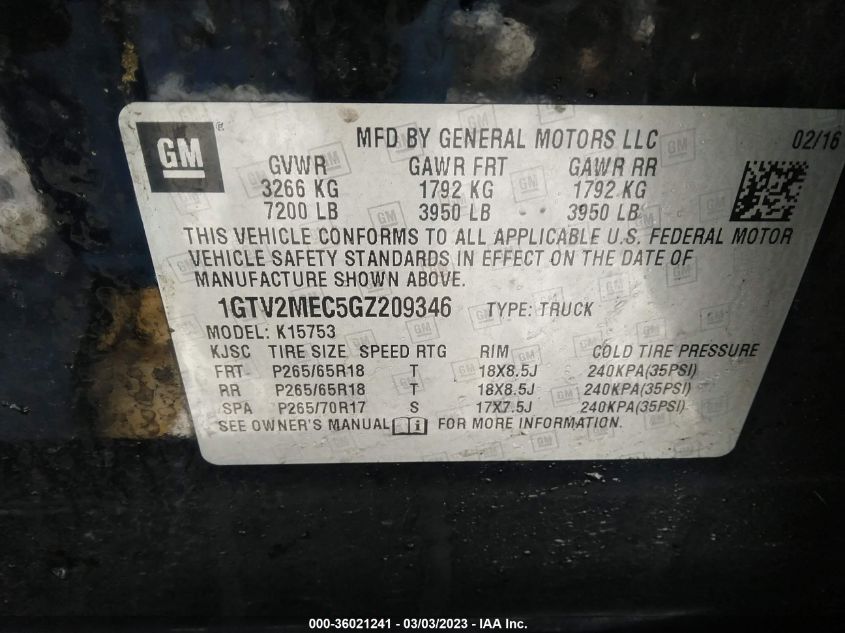 GM
MFD BY GENERAL MOTORS LLC 02/16
GVWR GAWR FRT GAWR RR
3266 KG 1792 KG 1792 KG
7200 LB 3950 LB 3950 LB
THIS VEHICLE CONFORMS TO ALL APPLICABLE U.S. FEDERAL MOTOR
VEHICLE SAFETY STANDARDS IN EFFECT ON THE DATE OF
MANUFACTURE SHOWN ABOVE.
1GTV2MEC5GZ209346 TYPE: TRUCK
MODEL: K15753
KJSC TIRE SIZE SPEED RTG RIM COLD TIRE PRESSURE
FRT P265/65R18 T 18X8.5J 240KPA(35PSI)
RR P265/65R18 T 18X8.5J 240KPA(35PSI)
SPA P265/70R17 S 17X7.5J 240KPA(35PSI)
SEE OWNER'S MANUAL FOR MORE INFORMATION.
000-36021241 - 03/03/2023 - IAA Inc.